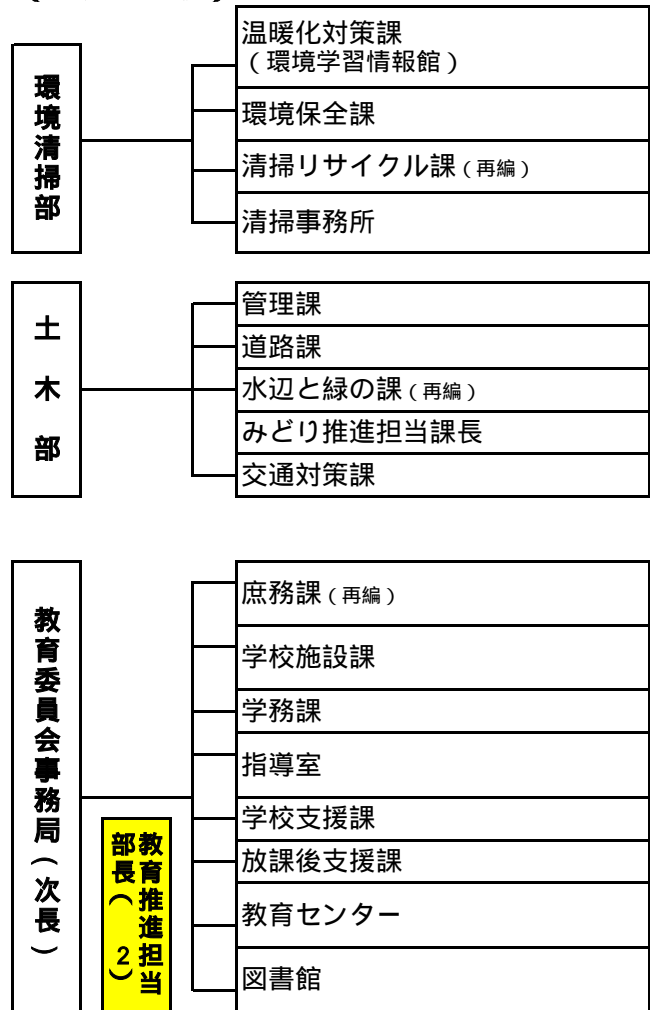 環境清掃部
温暖化対策課
（環境学習情報館）
環境保全課
清掃リサイクル課（再編）
清掃事務所
土木部
管理課
道路課
水辺と緑の課（再編）
みどり推進担当課長
交通対策課
教育委員会事務局（次長）
教育推進担当
部長（ 2）
庶務課（再編）
学校施設課
学務課
指導室
学校支援課
放課後支援課
教育センター
図書館